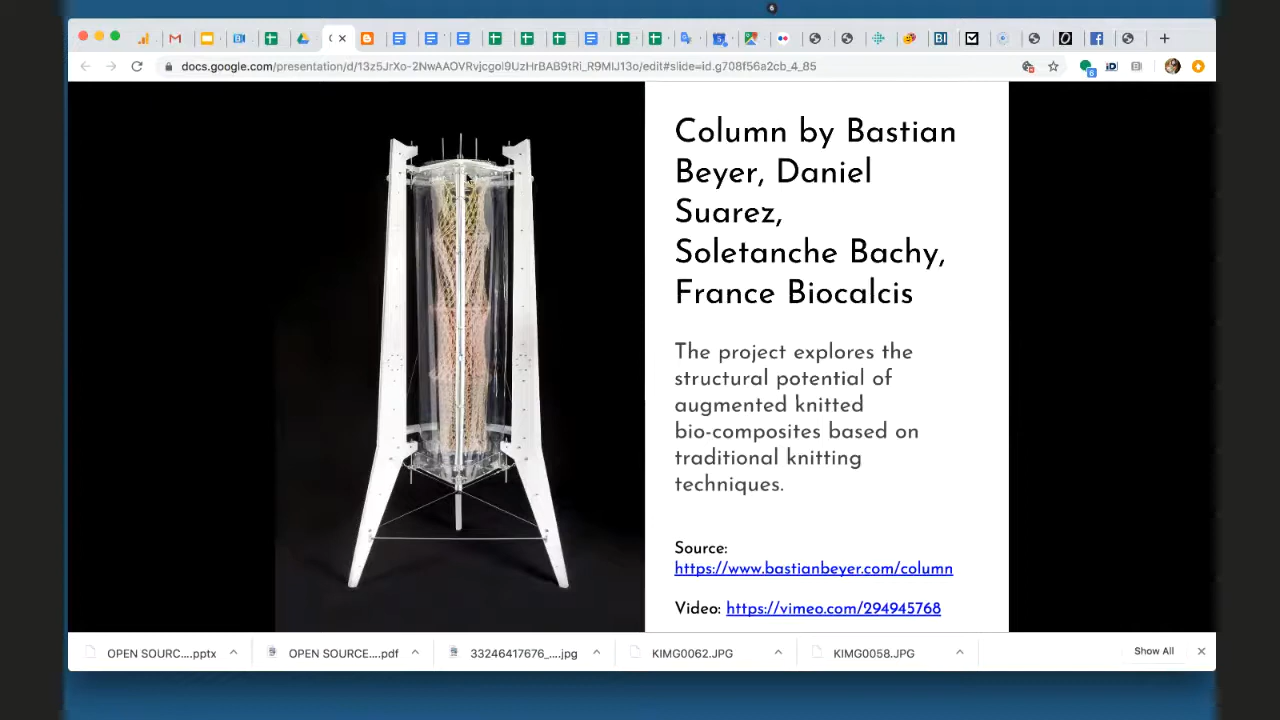 docs.google.com/presentation/d/13z5JrXo-2NwAAOVRvjcgoI9UzHrBAB9tRi_R9MIJ13o/edit#slide=id.g708f56a2cb_4_85
Column by Bastian
Beyer, Daniel
Suarez,
Soletanche Bachy,
France Biocalcis
The project explores the
structural potential of
augmented knitted
bio-composites based on
traditional knitting
techniques.
Source:
https://www.bastianbeyer.com/column
Video: https://vimeo.com/294945768
OPEN SOURC....pptx
OPEN SOURCE....pdf
33246417676_....jpg
KIMG0062.JPG
KIMG0058.JPG
Show All